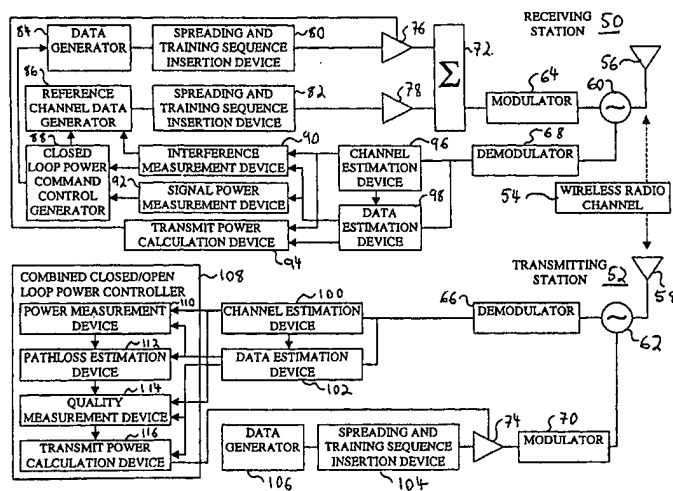 RECEIVING
STATION 50
84
DATA
GENERATOR
80
SPREADING AND
TRAINING SEQUENCE
INSERTION DEVICE
76
72
Σ
86
REFERENCE
CHANNEL DATA
GENERATOR
82
SPREADING AND
TRAINING SEQUENCE
INSERTION DEVICE
78
64
MODULATOR
60
56
88
CLOSED
LOOP POWER
COMMAND
CONTROL
GENERATOR
90
INTERFERENCE
MEASUREMENT DEVICE
92
SIGNAL POWER
MEASUREMENT DEVICE
TRANSMIT POWER
CALCULATION DEVICE
94
96
CHANNEL
ESTIMATION
DEVICE
98
DATA
ESTIMATION
DEVICE
68
DEMODULATOR
54
WIRELESS RADIO
CHANNEL
TRANSMITTING
STATION 52
108
COMBINED CLOSED/OPEN
LOOP POWER CONTROLLER
110
POWER MEASUREMENT
DEVICE
112
PATHLOSS ESTIMATION
DEVICE
114
QUALITY
MEASUREMENT DEVICE
116
TRANSMIT POWER
CALCULATION DEVICE
100
CHANNEL ESTIMATION
DEVICE
DATA ESTIMATION
DEVICE
102
66
DEMODULATOR
62
58
DATA
GENERATOR
106
SPREADING AND
TRAINING SEQUENCE
INSERTION DEVICE
104
74
70
MODULATOR